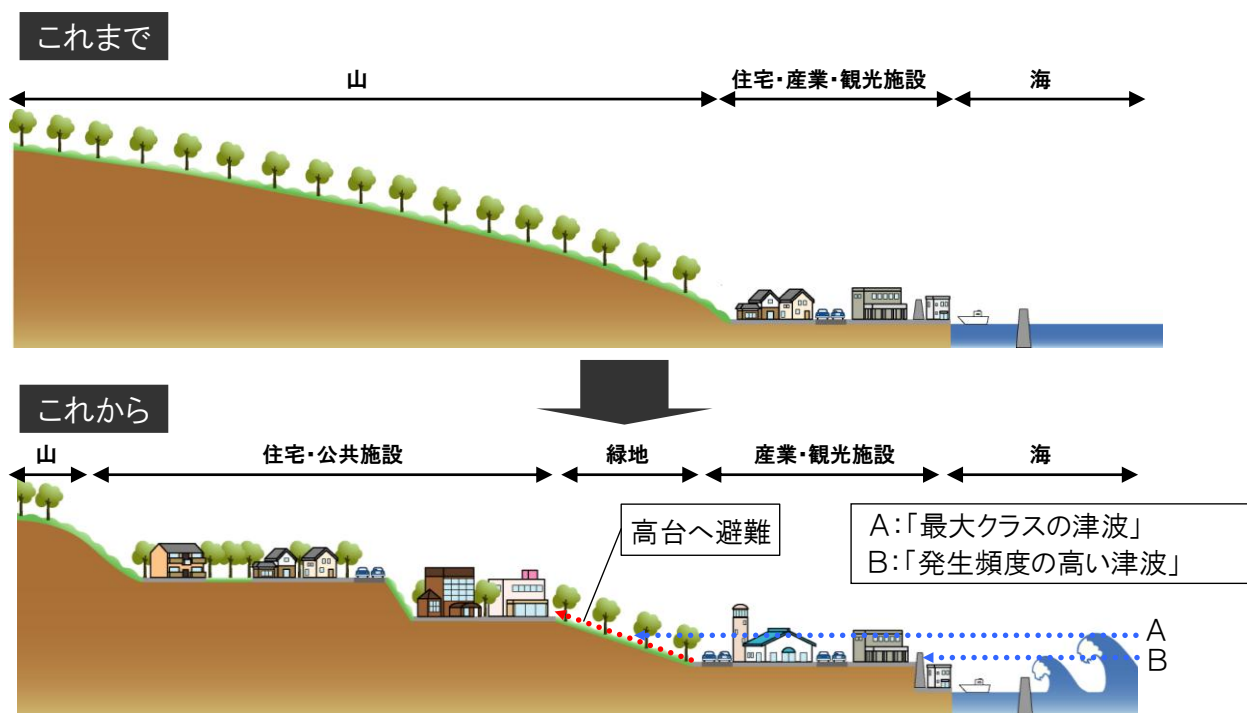 これまで
山
住宅・産業・観光施設
海
これから
山
住宅・公共施設
緑地
産業・観光施設
海
高台へ避難
A:「最大クラスの津波」
B:「発生頻度の高い津波」
A
B